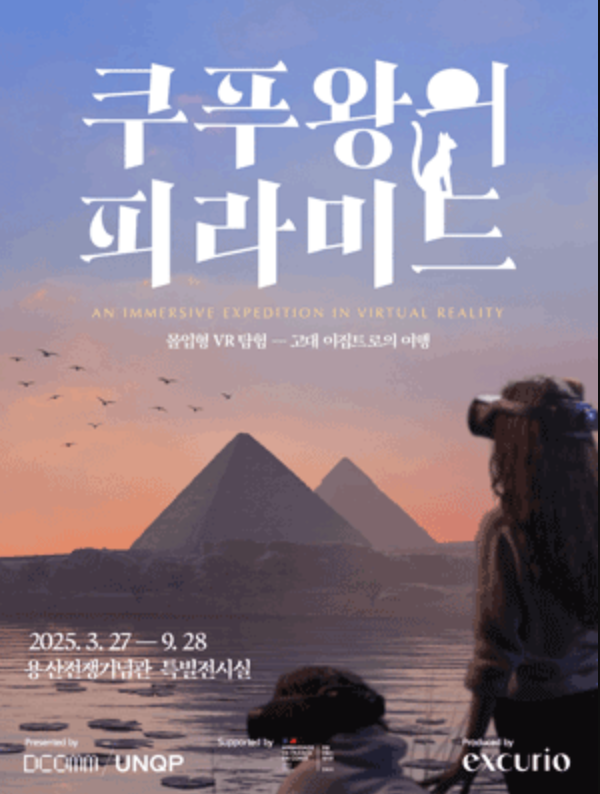 쿠푸왕의
피라미드
AN IMMERSIVE EXPEDITION IN VIRTUAL REALITY
몰입형 VR 탐험 — 고대 이집트로의 여행
2025. 3. 27 — 9. 28
용산전쟁기념관 특별전시실
Presented by
DCOMM / UNQP
Supported by
Produced by
excurio